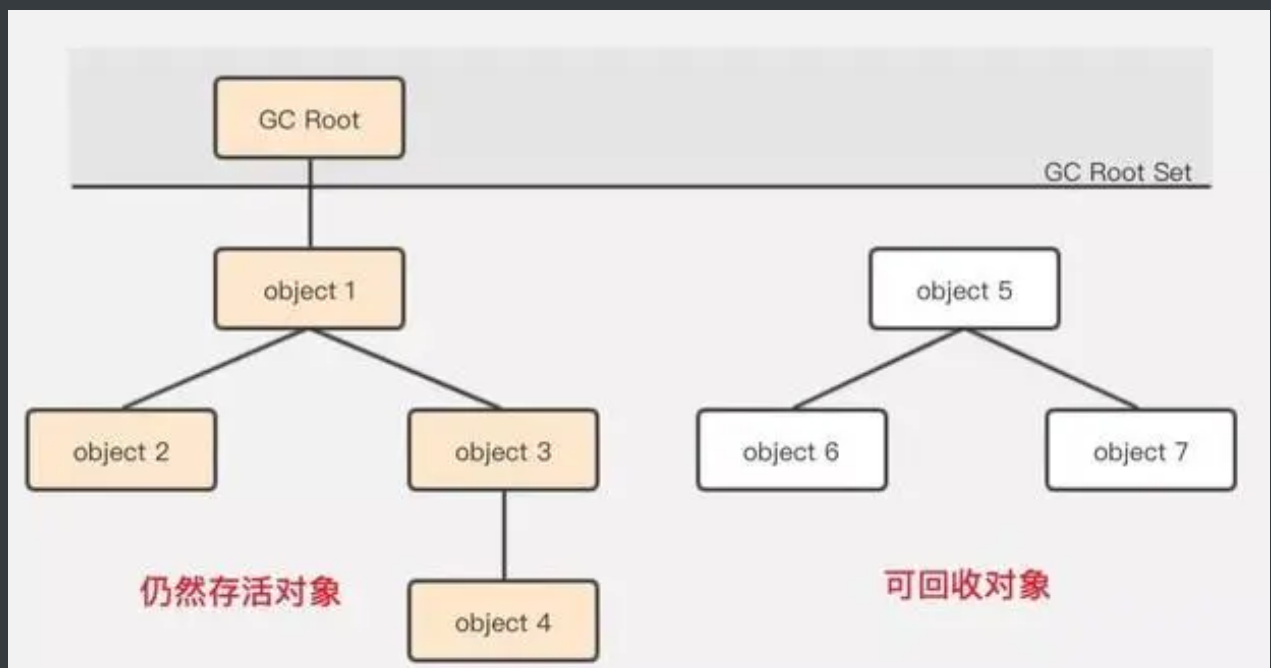 GC Root
GC Root Set
object 1
object 5
object 2
object 3
object 6
object 7
仍然存活对象
可回收对象
object 4